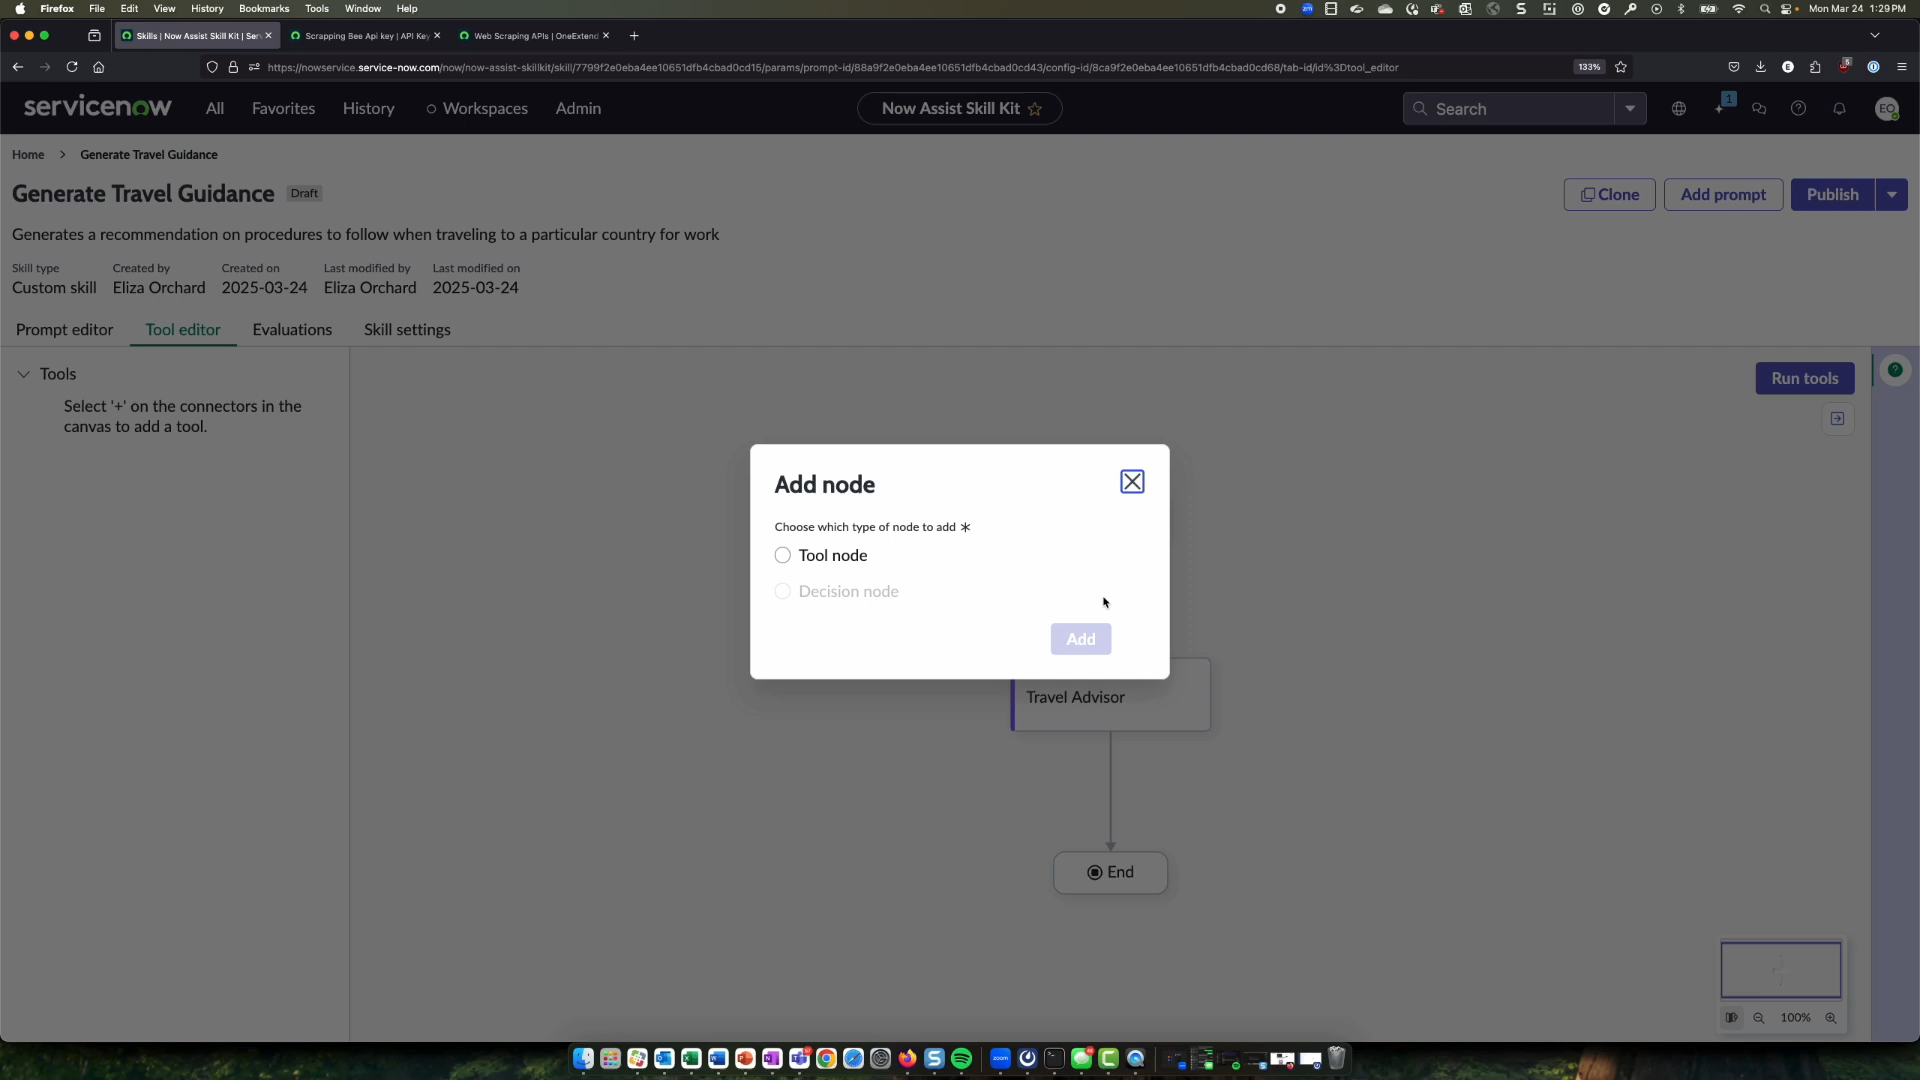 Firefox File Edit View History Bookmarks Tools Window Help Mon Mar 24 1:29 PM
Skills | Now Assist Skill Kit | Ser Scrapping Bee Api key | API Key Web Scraping APIs | OneExtend
https://nowservice.service-now.com/now/now-assist-skillkit/skill/7799f2e0eba4ee10651dfb4cbad0cd15/params/prompt-id/88a9f2e0eba4ee10651dfb4cbad0cd43/config-id/8ca9f2e0eba4ee10651dfb4cbad0cd68/tab-id/id%3Dtool_editor 133%
servicenow All Favorites History Workspaces Admin Now Assist Skill Kit Search 1 EO
Home > Generate Travel Guidance
Generate Travel Guidance Draft Clone Add prompt Publish
Generates a recommendation on procedures to follow when traveling to a particular country for work
Skill type Created by Created on Last modified by Last modified on
Custom skill Eliza Orchard 2025-03-24 Eliza Orchard 2025-03-24
Prompt editor Tool editor Evaluations Skill settings
Tools
Select '+' on the connectors in the
canvas to add a tool.
Run tools
Add node
Choose which type of node to add *
Tool node
Decision node
Add
Travel Advisor
End
100%
zoom